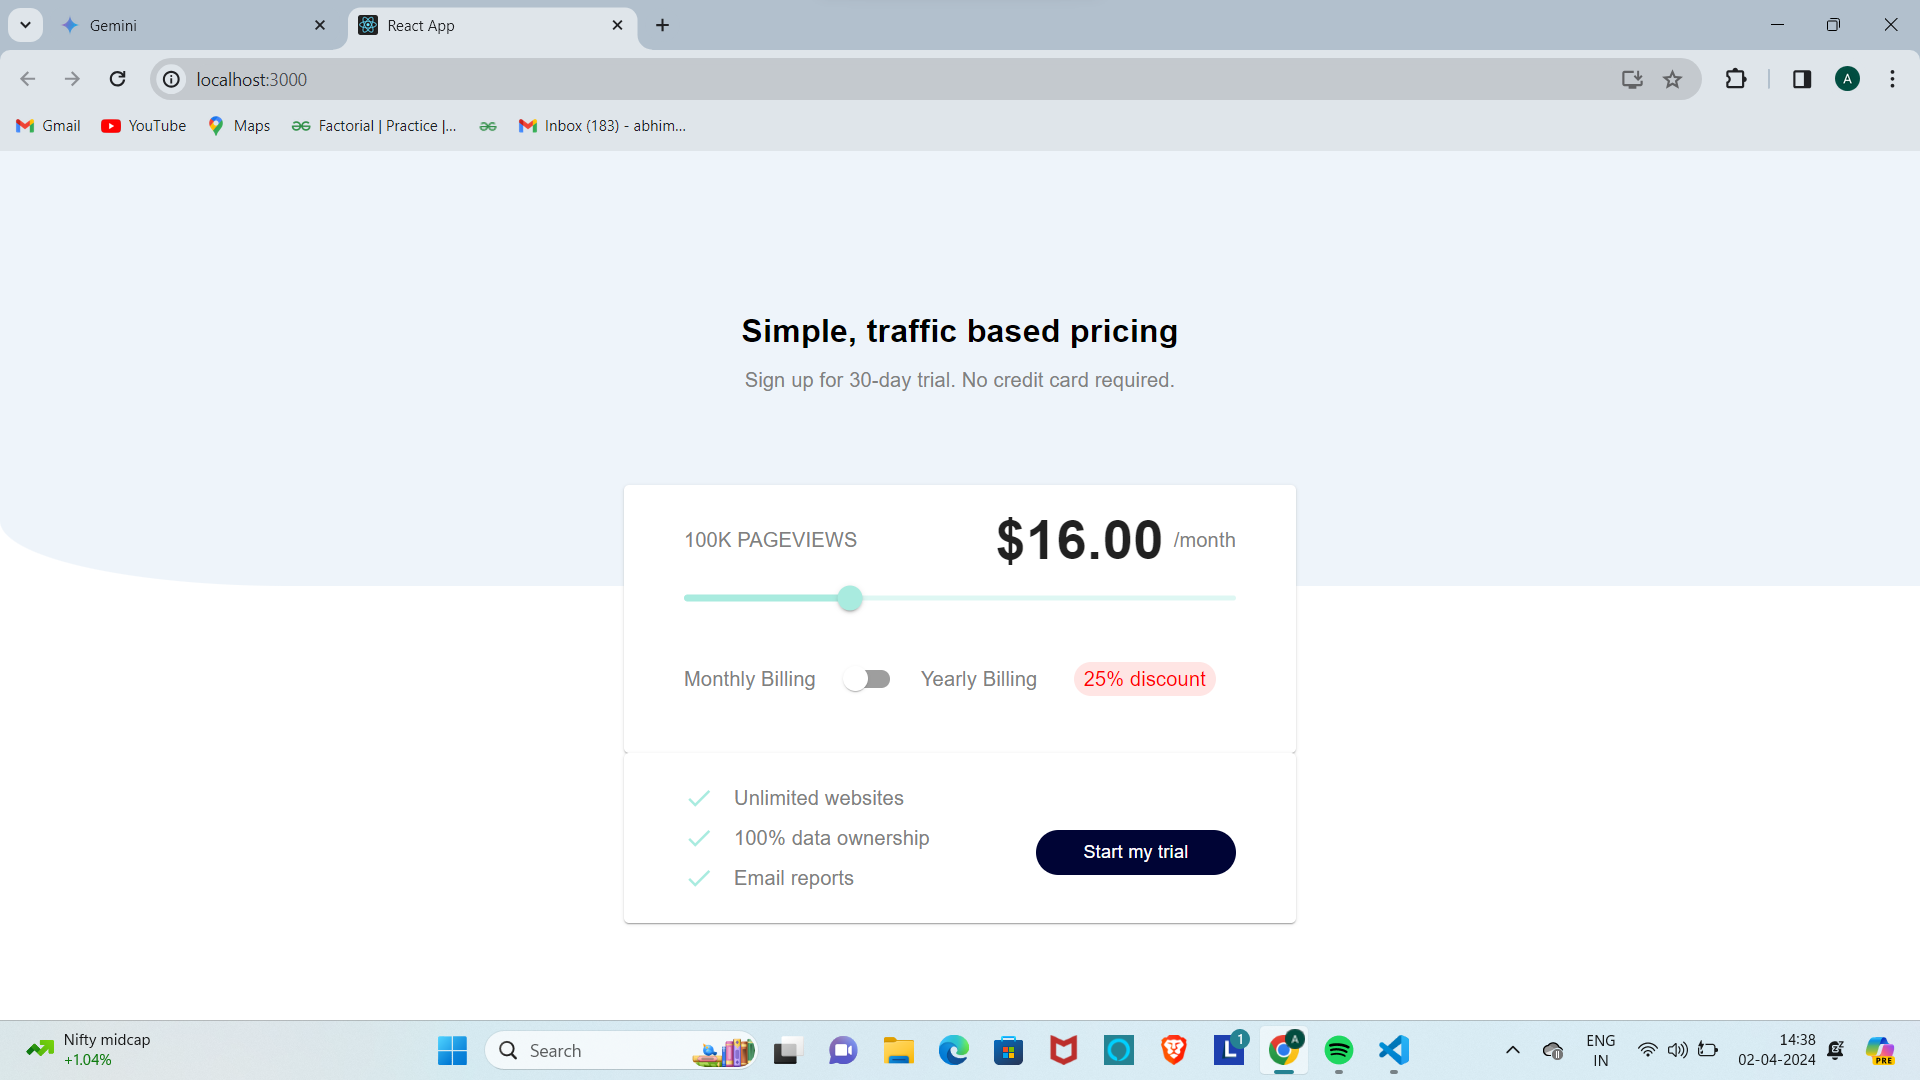 Gemini
React App
localhost:3000
A
Gmail
YouTube
Maps
Factorial | Practice |...
Inbox (183) - abhim...
Simple, traffic based pricing
Sign up for 30-day trial. No credit card required.
100K PAGEVIEWS
$16.00 /month
Monthly Billing
Yearly Billing
25% discount
Unlimited websites
100% data ownership
Email reports
Start my trial
Nifty midcap
+1.04%
Search
L
1
A
ENG
IN
14:38
02-04-2024
PRE